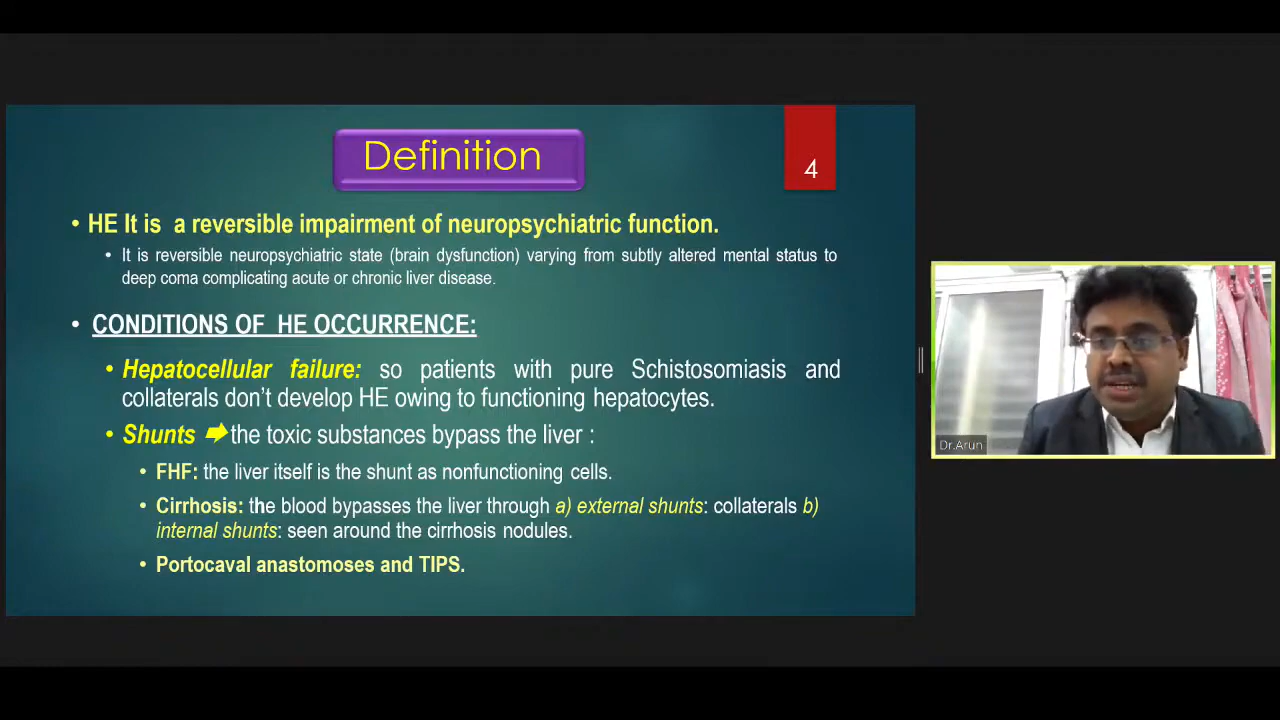 Definition
4
• HE It is a reversible impairment of neuropsychiatric function.
• It is reversible neuropsychiatric state (brain dysfunction) varying from subtly altered mental status to
deep coma complicating acute or chronic liver disease.
• CONDITIONS OF HE OCCURRENCE:
• Hepatocellular failure: so patients with pure Schistosomiasis and
collaterals don't develop HE owing to functioning hepatocytes.
• Shunts ➡ the toxic substances bypass the liver :
• FHF: the liver itself is the shunt as nonfunctioning cells.
• Cirrhosis: the blood bypasses the liver through a) external shunts: collaterals b)
internal shunts: seen around the cirrhosis nodules.
• Portocaval anastomoses and TIPS.
Dr.Arun